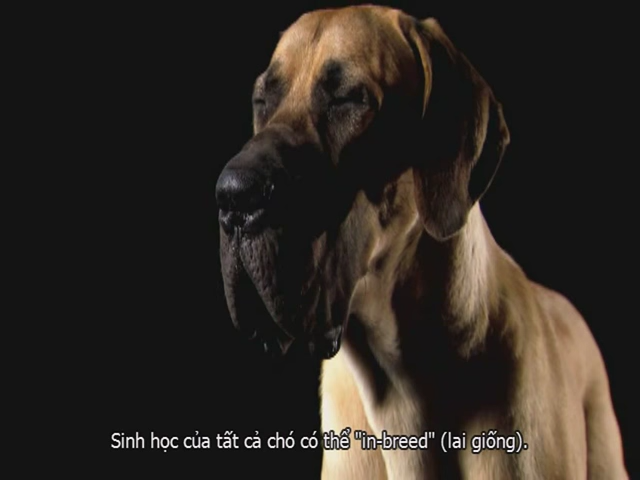 Sinh học của tất cả chó có thể "in-breed" (lai giống).